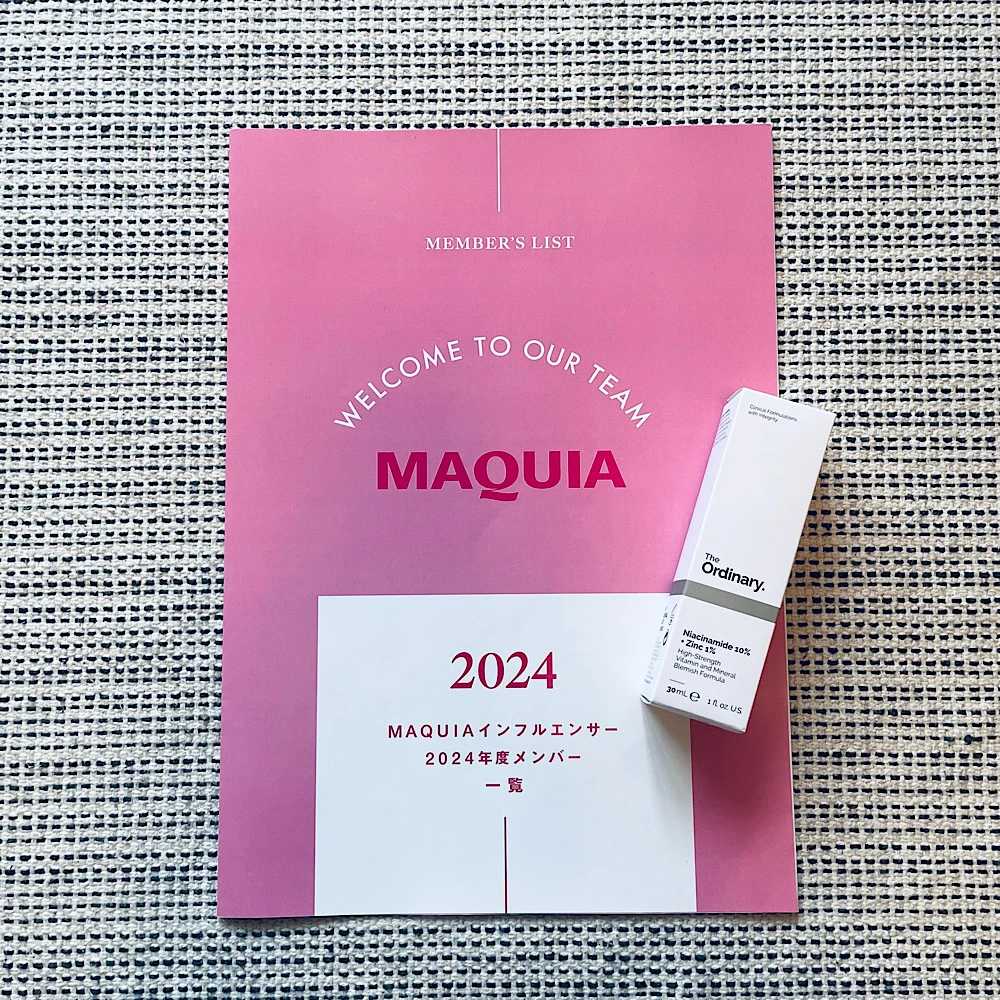 MEMBER'S LIST
WELCOME TO OUR TEAM
MAQUIA
2024
MAQUIAインフルエンサー
2024年度メンバー
一覧
Clinical Formulations
with Integrity
The
Ordinary.
Niacinamide 10%
+ Zinc 1%
High-Strength
Vitamin and Mineral
Blemish Formula
30 mL ℮ 1 fl. oz. U.S.